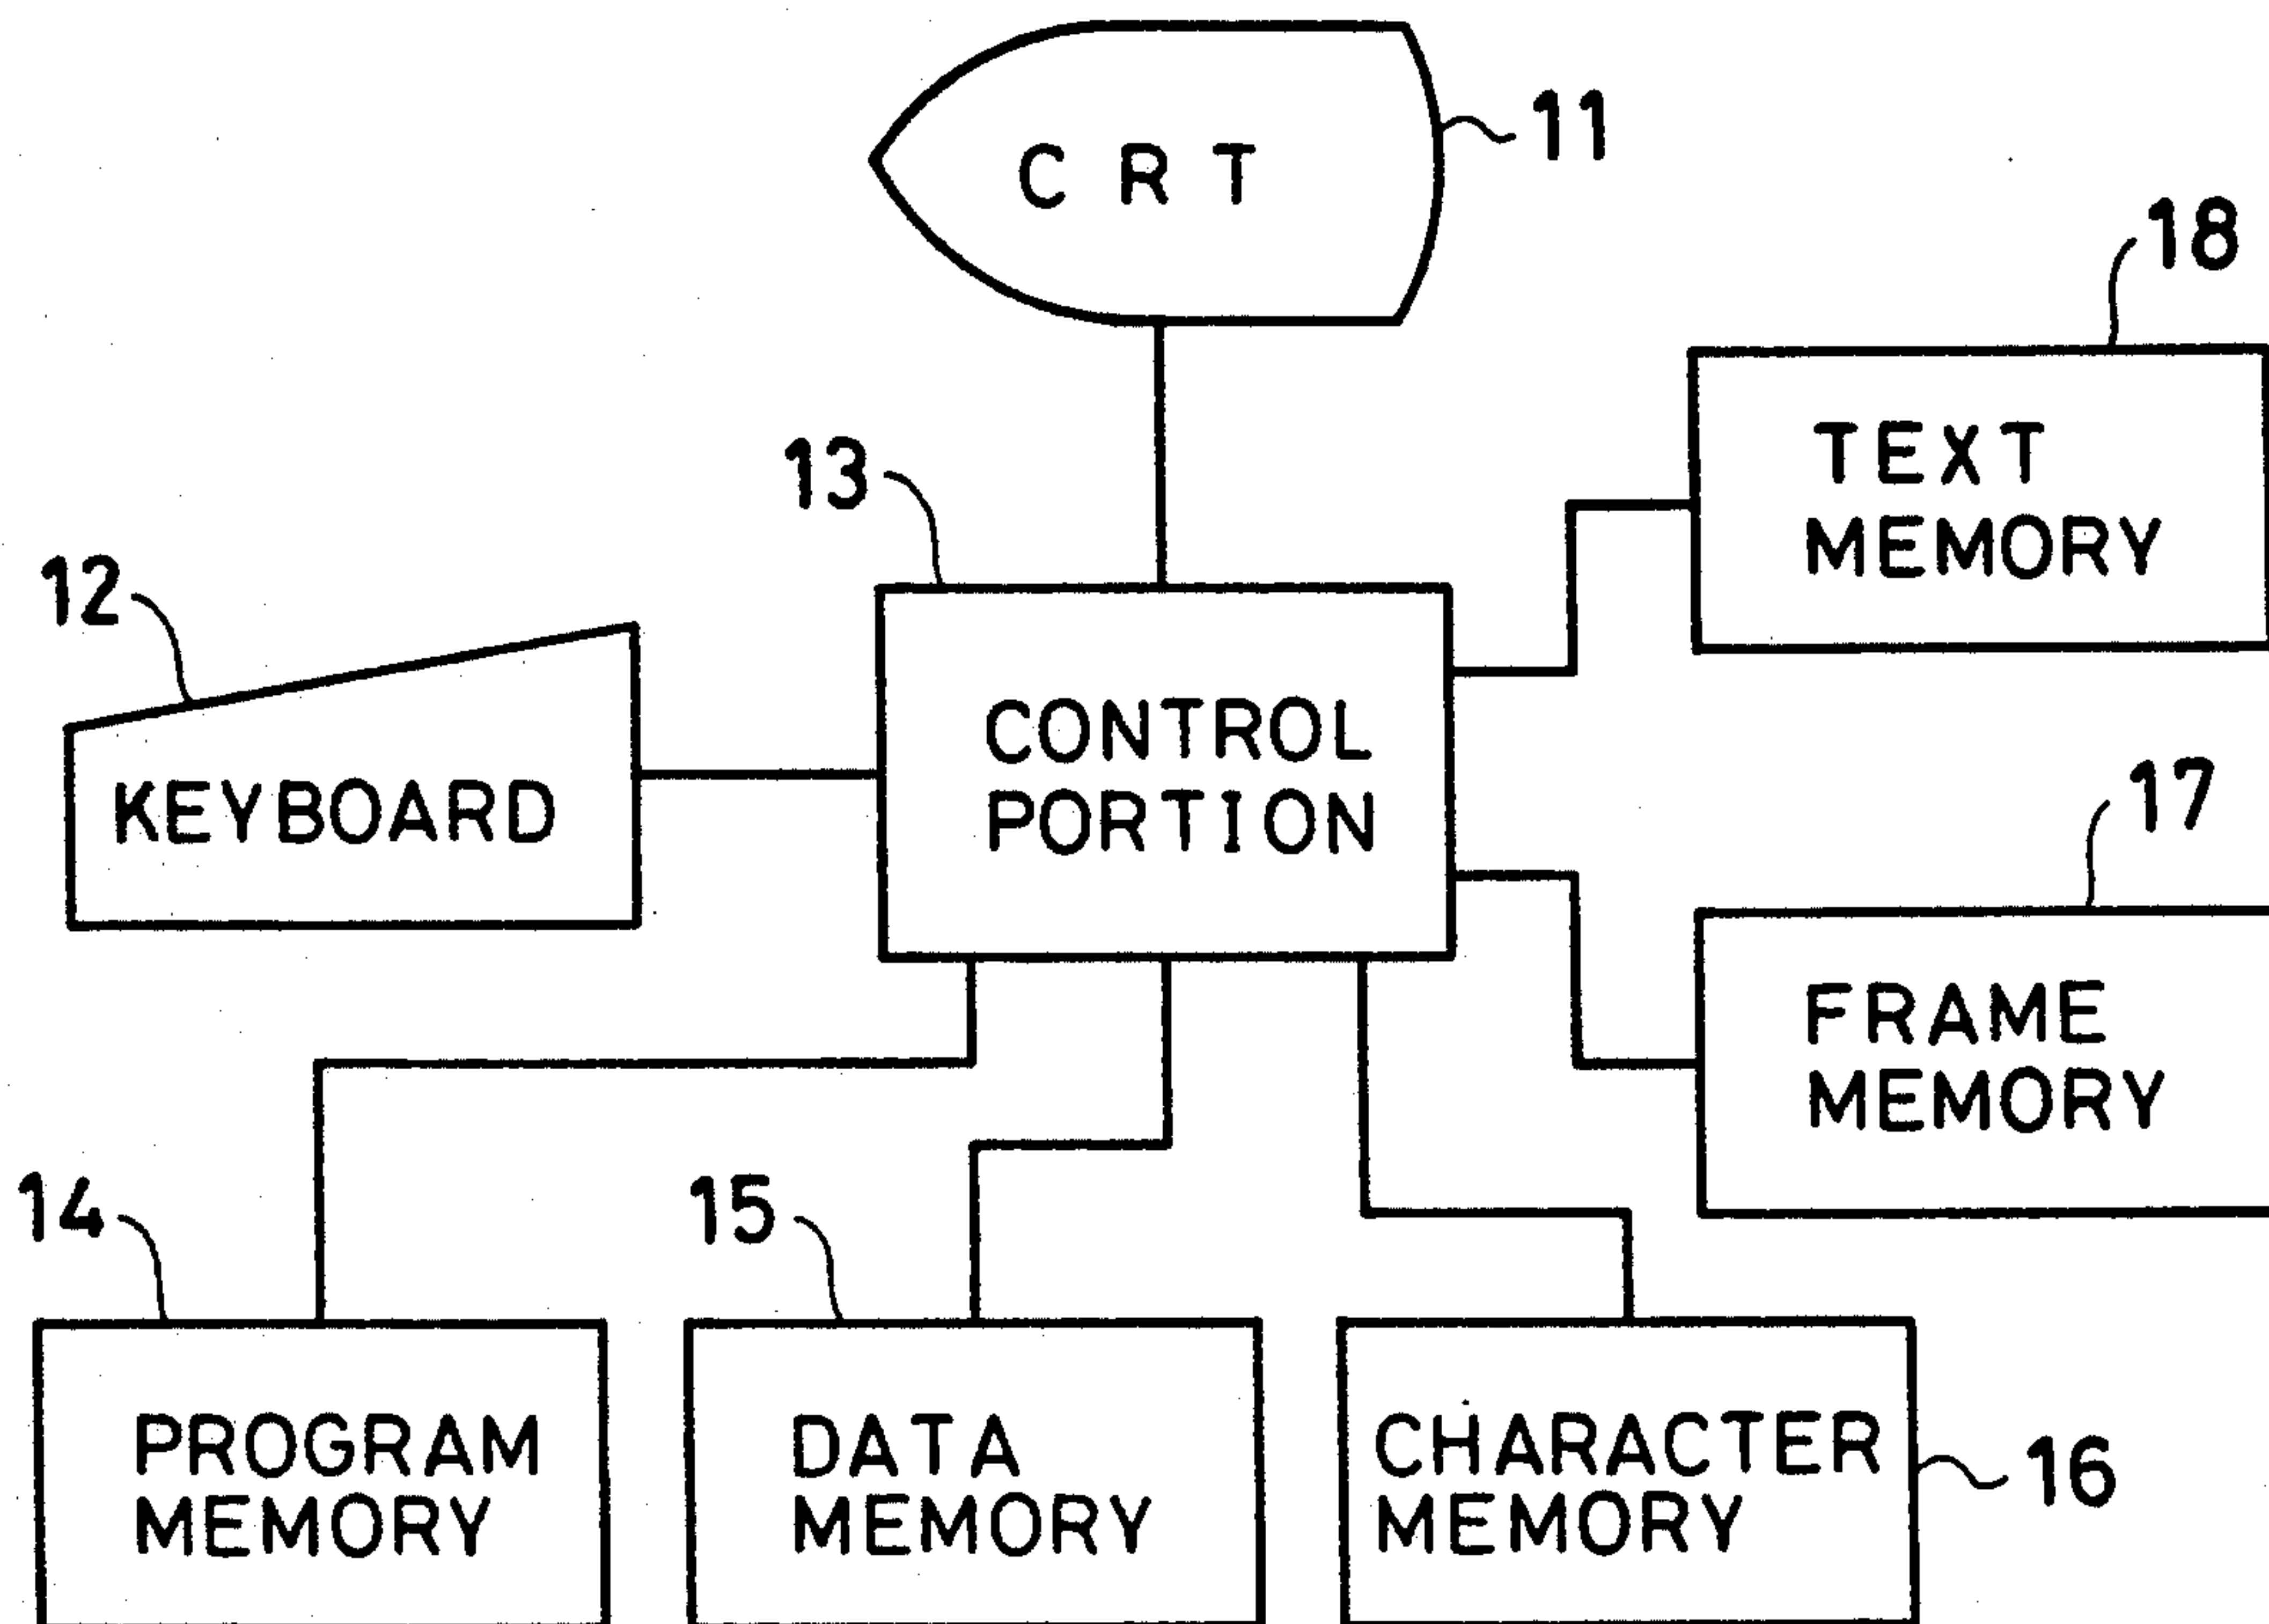 C R T
11
18
TEXT
MEMORY
13
12
CONTROL
PORTION
KEYBOARD
17
FRAME
MEMORY
14
15
PROGRAM
MEMORY
DATA
MEMORY
CHARACTER
MEMORY
16